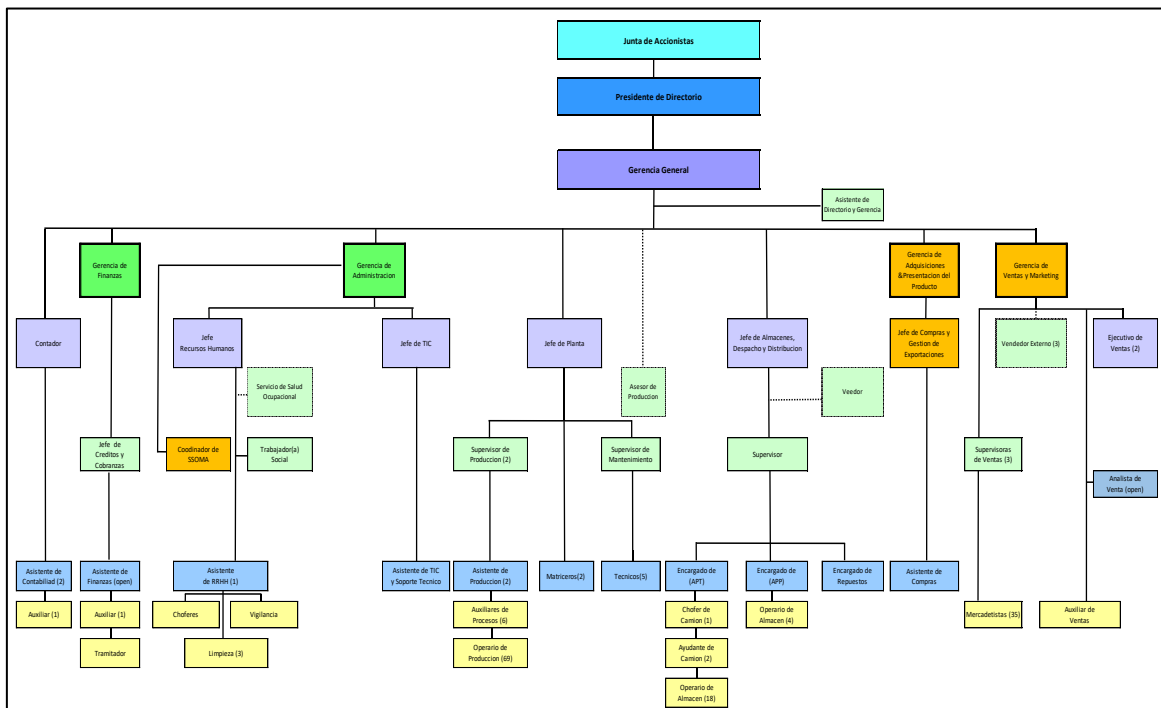 Junta de Accionistas
Presidente de Directorio
Gerencia General
Asistente de
Directorio y Gerencia
Gerencia de
Finanzas
Gerencia de
Administracion
Gerencia de
Adquisiciones
&Presentacion del
Producto
Gerencia de
Ventas y Marketing
Contador
Jefe
Recursos Humanos
Jefe de TIC
Jefe de Planta
Jefe de Almacenes,
Despacho y Distribucion
Jefe de Compras y
Gestion de
Exportaciones
Vendedor Externo (3)
Ejecutivo de
Ventas (2)
Servicio de Salud
Ocupacional
Asesor de
Produccion
Veedor
Jefe de
Creditos y
Cobranzas
Coodinador de
SSOMA
Trabajador(a)
Social
Supervisor de
Produccion (2)
Supervisor de
Mantenimiento
Supervisor
Supervisoras
de Ventas (3)
Analista de
Venta (open)
Asistente de
Contabiliad (2)
Asistente de
Finanzas (open)
Asistente
de RRHH (1)
Asistente de TIC
y Soporte Tecnico
Asistente de
Produccion (2)
Matriceros(2)
Tecnicos(5)
Encargado de
(APT)
Encargado de
(APP)
Encargado de
Repuestos
Asistente de
Compras
Auxiliar (1)
Auxiliar (1)
Choferes
Vigilancia
Auxiliares de
Procesos (6)
Chofer de
Camion (1)
Operario de
Almacen (4)
Mercadetistas (35)
Auxiliar de
Ventas
Tramitador
Limpieza (3)
Operario de
Produccion (69)
Ayudante de
Camion (2)
Operario de
Almacen (18)